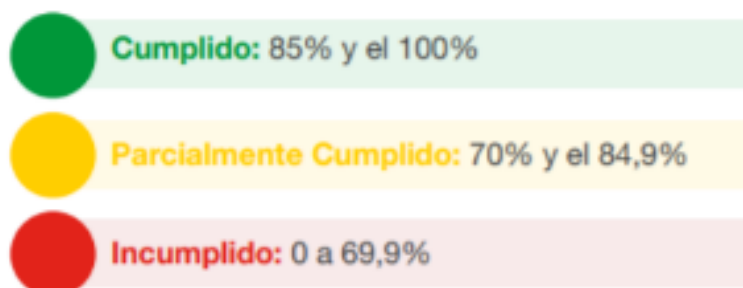 Cumplido: 85% y el 100%
Parcialmente Cumplido: 70% y el 84,9%
Incumplido: 0 a 69,9%